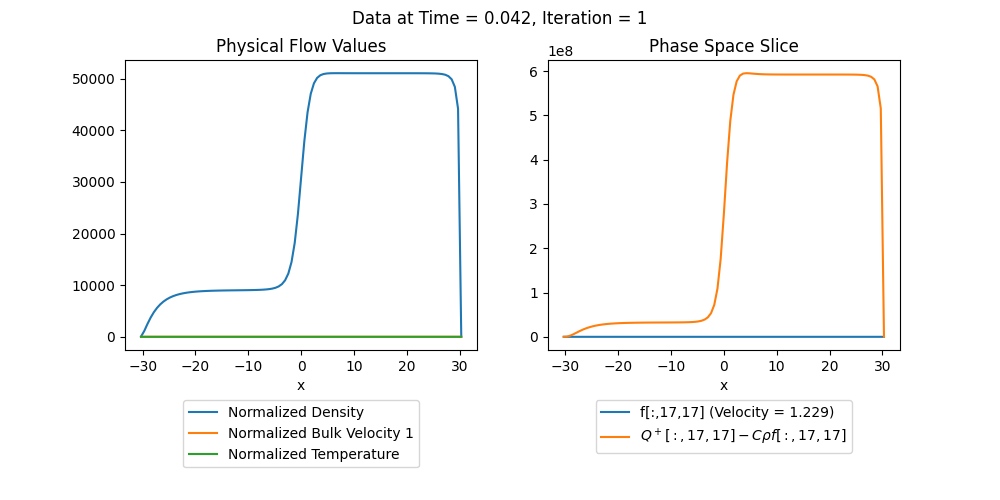 Data at Time = 0.042, Iteration = 1
Physical Flow Values
50000
40000
30000
20000
10000
0
−30
−20
−10
0
10
20
30
x
Normalized Density
Normalized Bulk Velocity 1
Normalized Temperature
Phase Space Slice
1e8
6
5
4
3
2
1
0
−30
−20
−10
0
10
20
30
x
f[:,17,17] (Velocity = 1.229)
Q⁺[:, 17, 17] − Cρf[:, 17, 17]